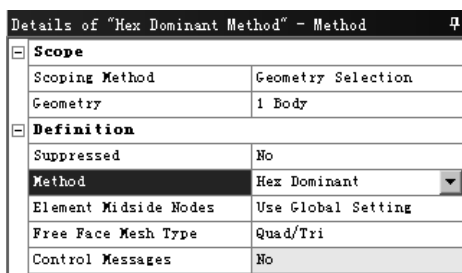 Details of "Hex Dominant Method" - Method
Scope
Scoping Method Geometry Selection
Geometry 1 Body
Definition
Suppressed No
Method Hex Dominant
Element Midside Nodes Use Global Setting
Free Face Mesh Type Quad/Tri
Control Messages No